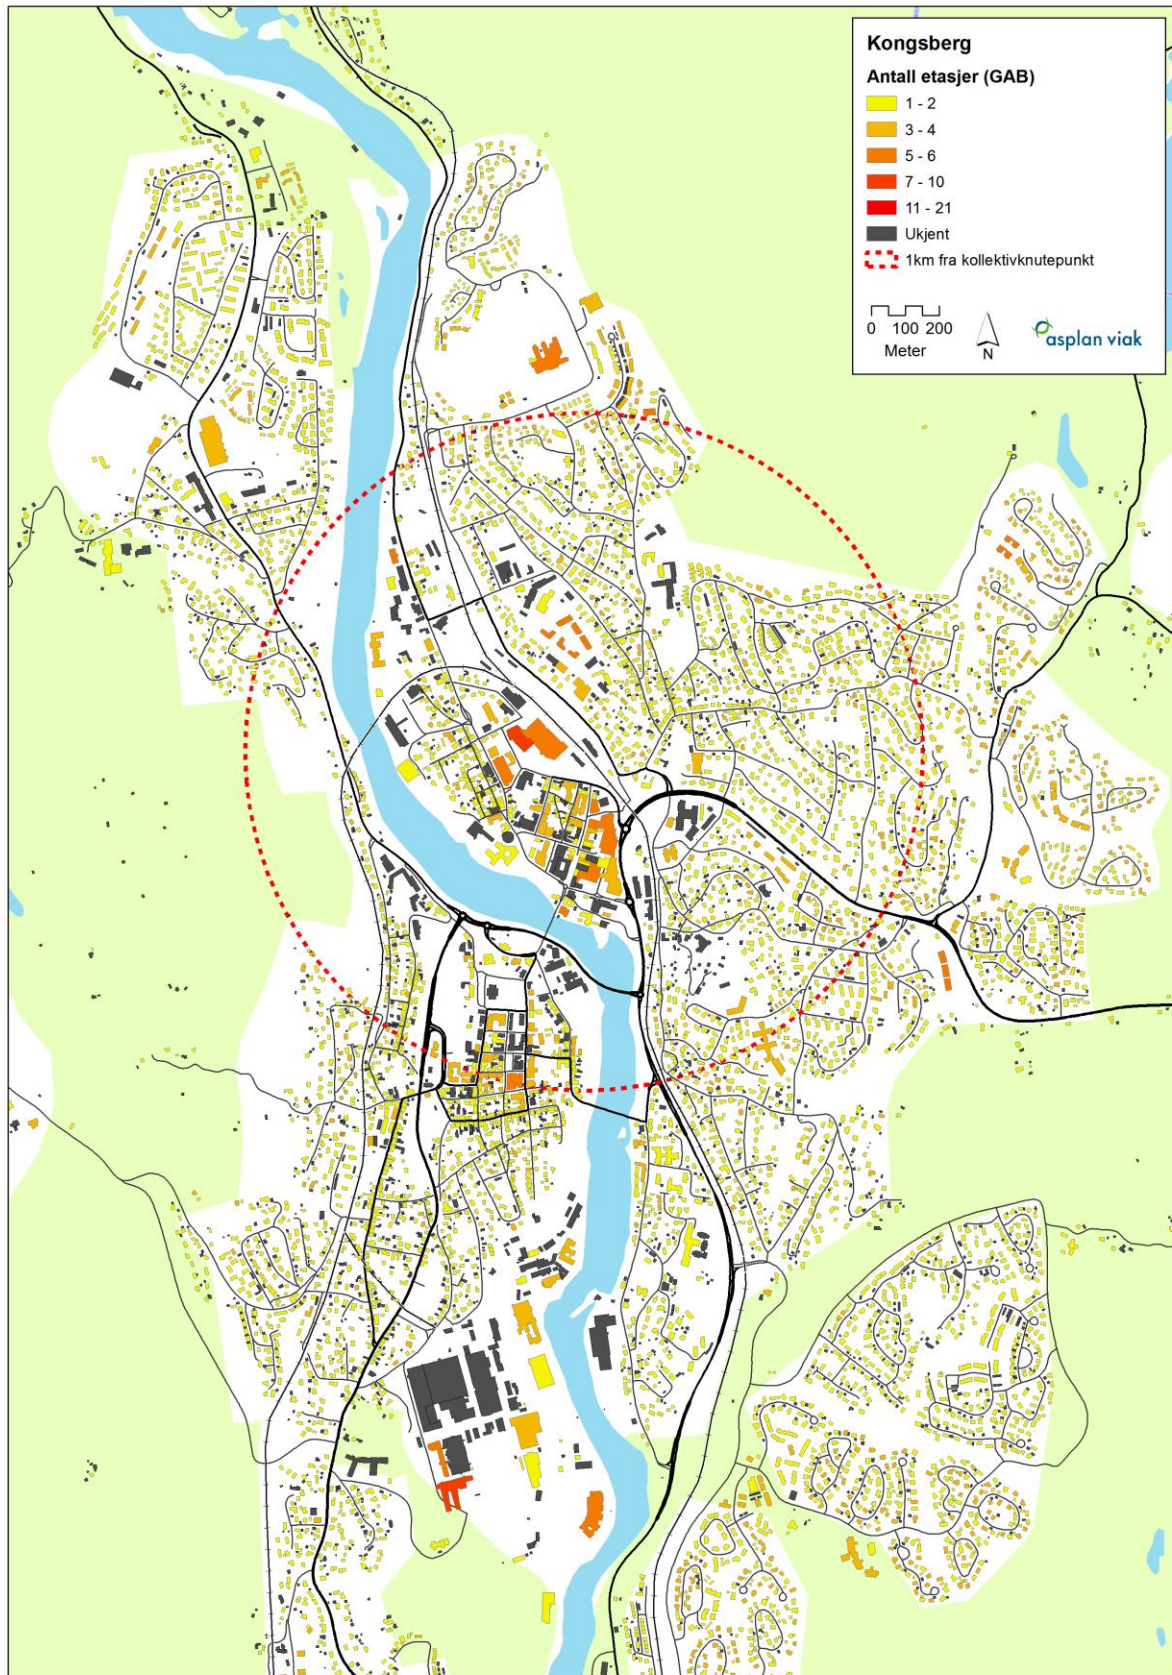 Kongsberg
Antall etasjer (GAB)
1 - 2
3 - 4
5 - 6
7 - 10
11 - 21
Ukjent
1km fra kollektivknutepunkt
0 100 200
Meter
N
asplan viak